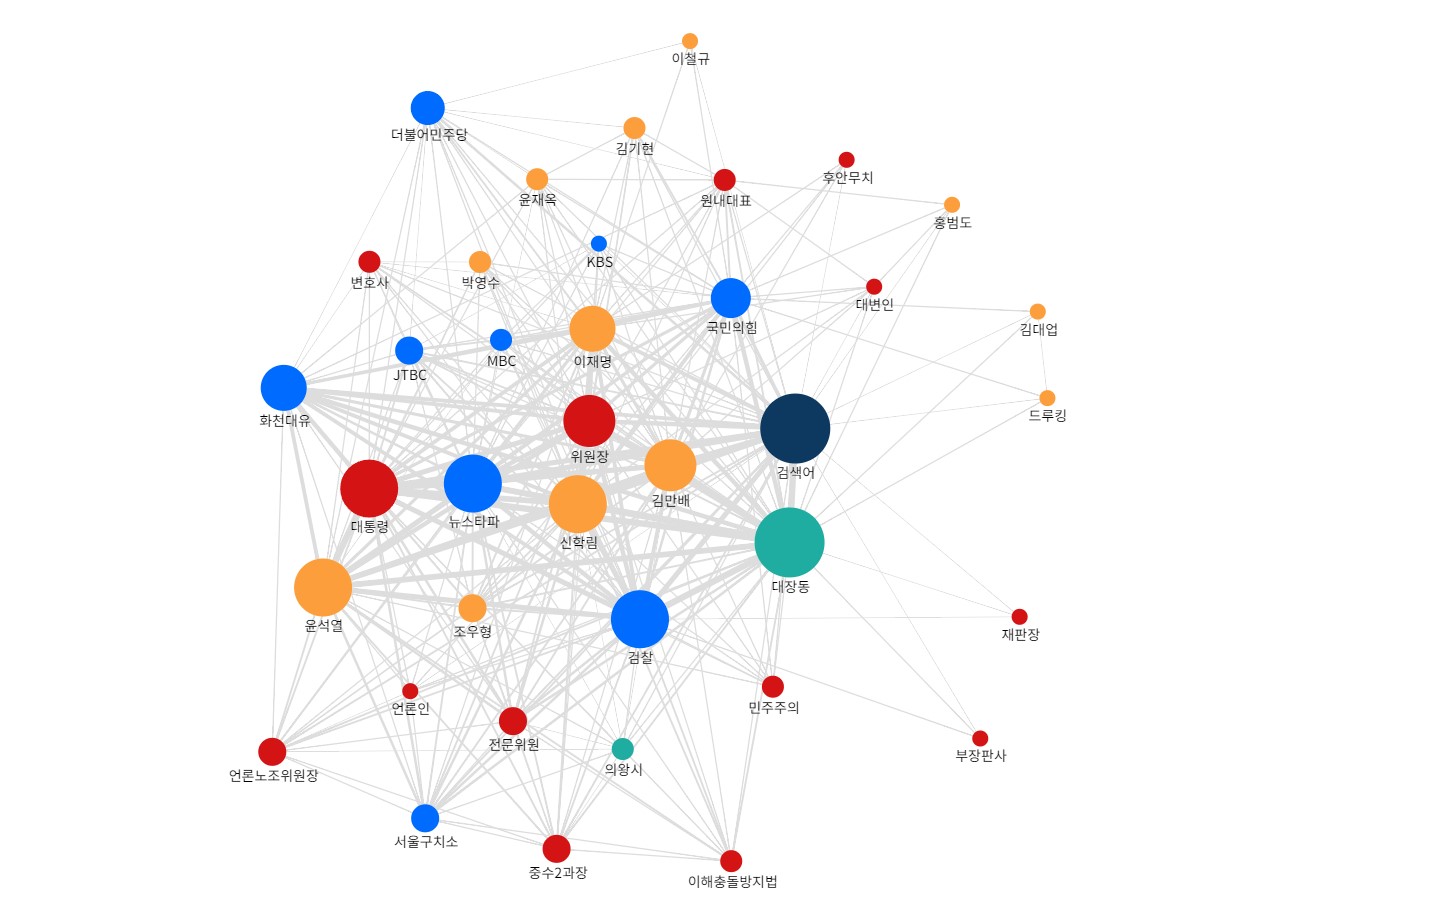 이철규
더불어민주당
김기현
후안무치
윤재옥
원내대표
홍범도
KBS
변호사
박영수
대변인
국민의힘
김대업
이재명
MBC
JTBC
드루킹
화천대유
위원장
검색어
김만배
뉴스타파
대통령
신학림
대장동
윤석열
조우형
재판장
검찰
언론인
민주주의
전문위원
부장판사
의왕시
언론노조위원장
서울구치소
중수2과장
이해충돌방지법